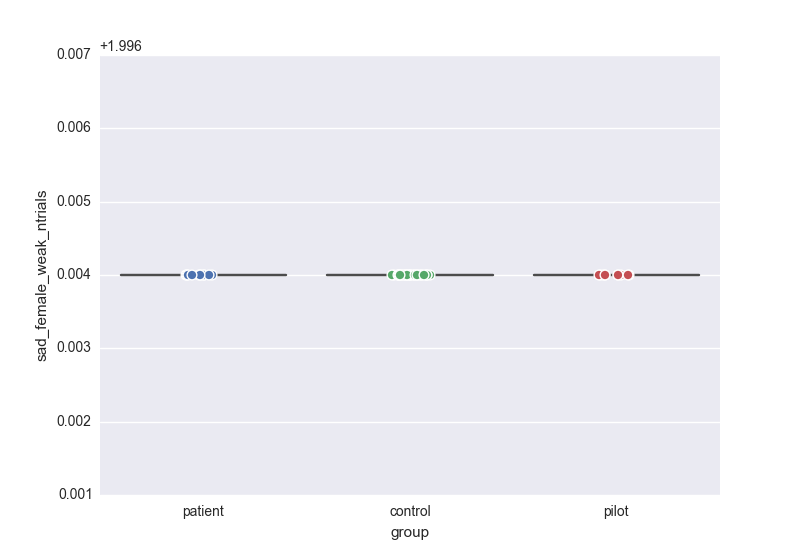 +1.996
0.007
0.006
0.005
0.004
0.003
0.002
0.001
sad_female_weak_ntrials
patient
control
pilot
group